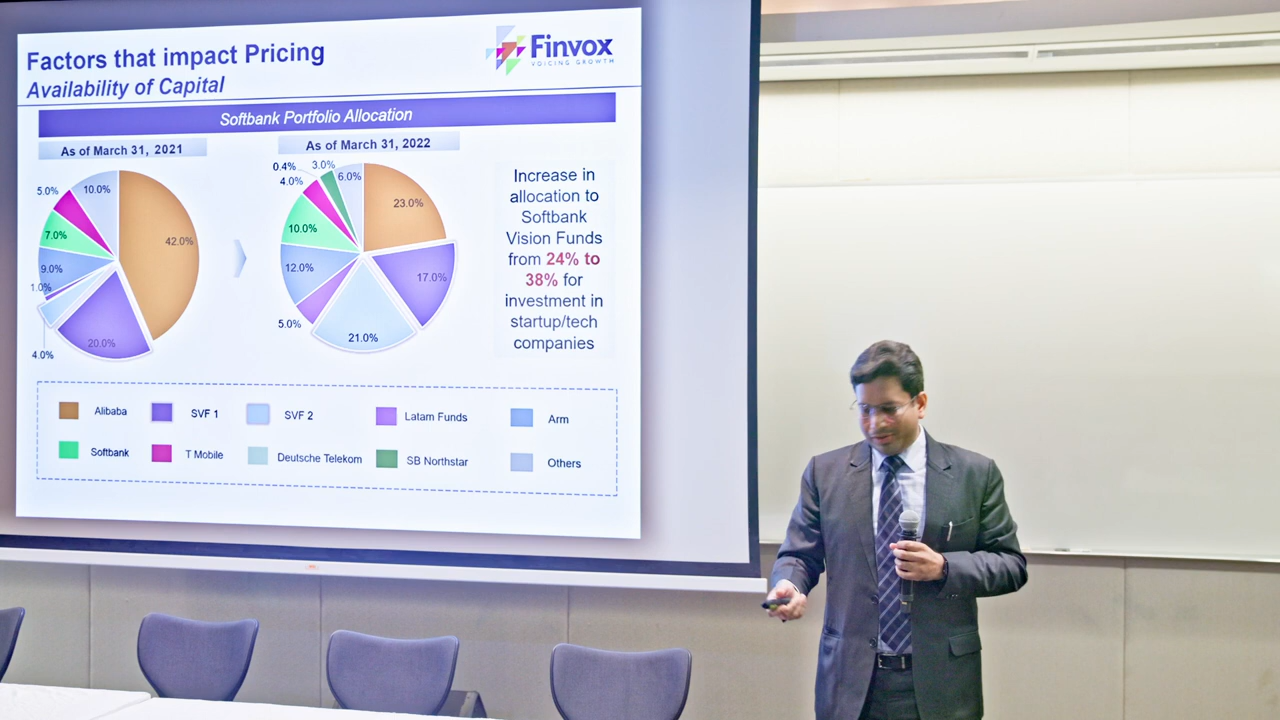 Factors that impact Pricing
Availability of Capital
Finvox
VOICING GROWTH
Softbank Portfolio Allocation
As of March 31, 2021
As of March 31, 2022
5.0%
10.0%
42.0%
7.0%
9.0%
1.0%
20.0%
4.0%
0.4%
3.0%
4.0%
6.0%
23.0%
10.0%
12.0%
17.0%
5.0%
21.0%
Increase in
allocation to
Softbank
Vision Funds
from 24% to
38% for
investment in
startup/tech
companies
Alibaba
SVF 1
SVF 2
Latam Funds
Arm
Softbank
T Mobile
Deutsche Telekom
SB Northstar
Others